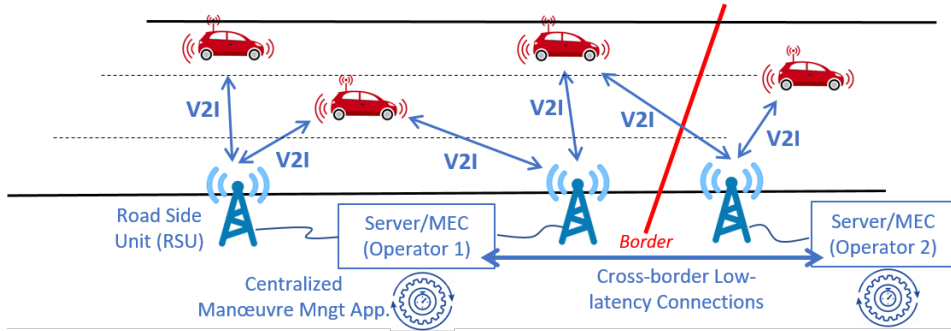 V2I
V2I
V2I
V2I
V2I
V2I
Road Side
Unit (RSU)
Server/MEC
(Operator 1)
Border
Server/MEC
(Operator 2)
Centralized
Manœuvre Mngt App.
Cross-border Low-
latency Connections